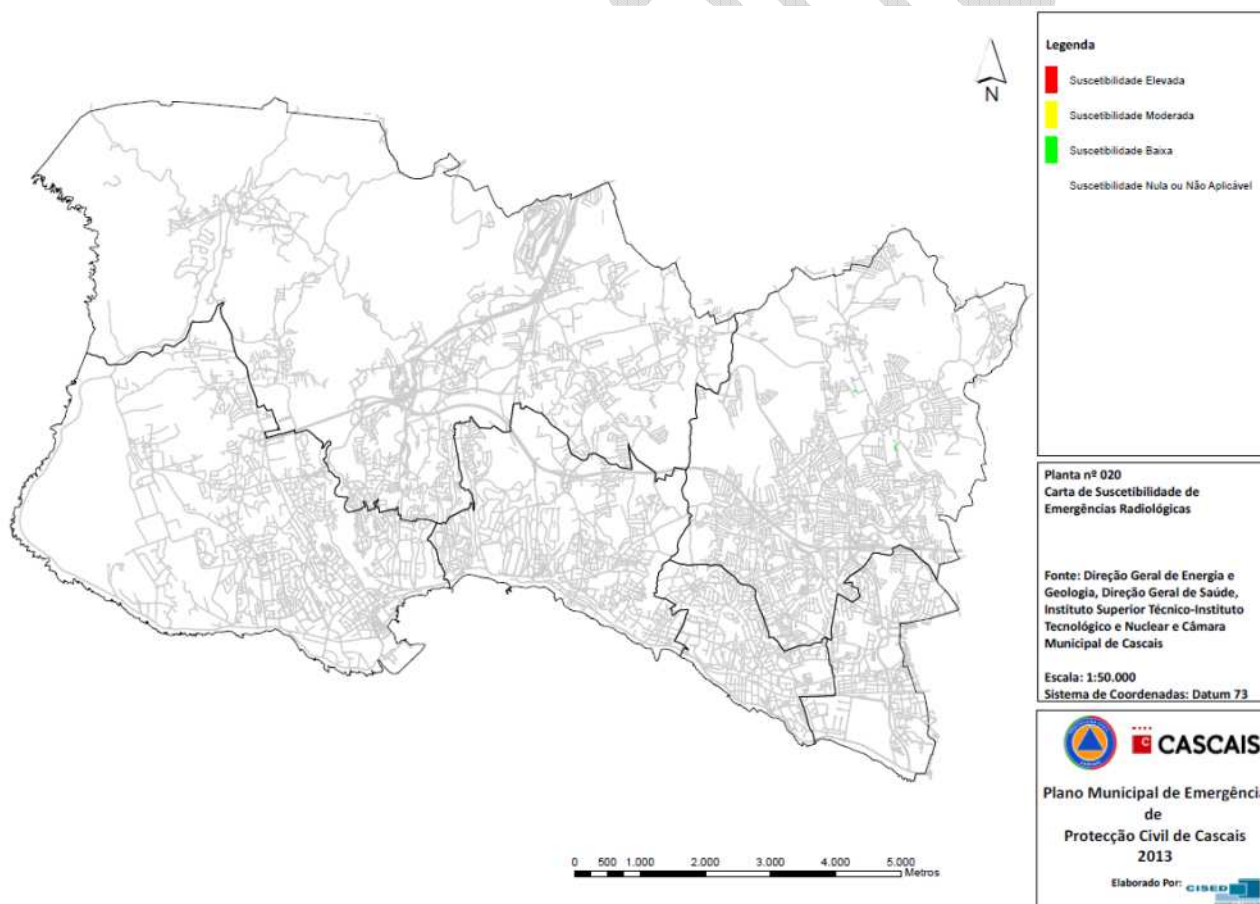 N
Legenda
Suscetibilidade Elevada
Suscetibilidade Moderada
Suscetibilidade Baixa
Suscetibilidade Nula ou Não Aplicável
Planta nº 020
Carta de Suscetibilidade de
Emergências Radiológicas
Fonte: Direção Geral de Energia e
Geologia, Direção Geral de Saúde,
Instituto Superior Técnico-Instituto
Tecnológico e Nuclear e Câmara
Municipal de Cascais
Escala: 1:50.000
Sistema de Coordenadas: Datum 73
C CASCAIS
Plano Municipal de Emergência
de
Protecção Civil de Cascais
2013
Elaborado Por: CISED
0 500 1.000 2.000 3.000 4.000 5.000
Metros